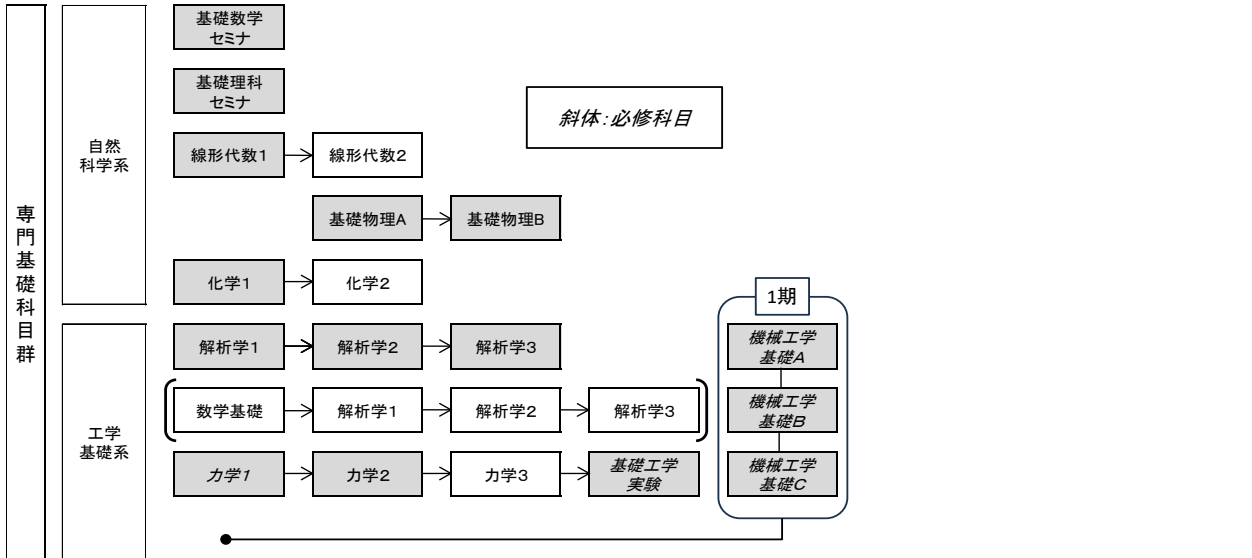 専門基礎科目群
自然
科学系
基礎数学
セミナ
基礎理科
セミナ
斜体:必修科目
線形代数1
線形代数2
基礎物理A
基礎物理B
化学1
化学2
1期
工学
基礎系
解析学1
解析学2
解析学3
機械工学
基礎A
数学基礎
解析学1
解析学2
解析学3
機械工学
基礎B
力学1
力学2
力学3
基礎工学
実験
機械工学
基礎C